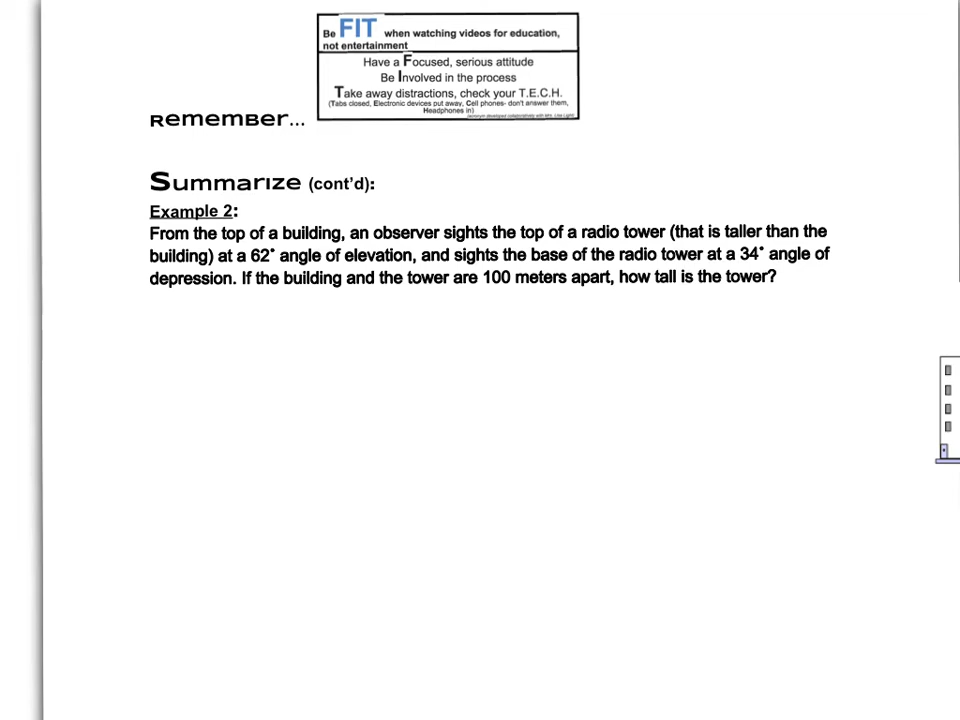 Be FIT when watching videos for education,
not entertainment
Have a Focused, serious attitude
Be Involved in the process
Take away distractions, check your T.E.C.H.
(Tabs closed, Electronic devices put away, Cell phones- don't answer them,
Headphones in)
Remember...
Summarize (cont'd):
Example 2:
From the top of a building, an observer sights the top of a radio tower (that is taller than the
building) at a 62° angle of elevation, and sights the base of the radio tower at a 34° angle of
depression. If the building and the tower are 100 meters apart, how tall is the tower?